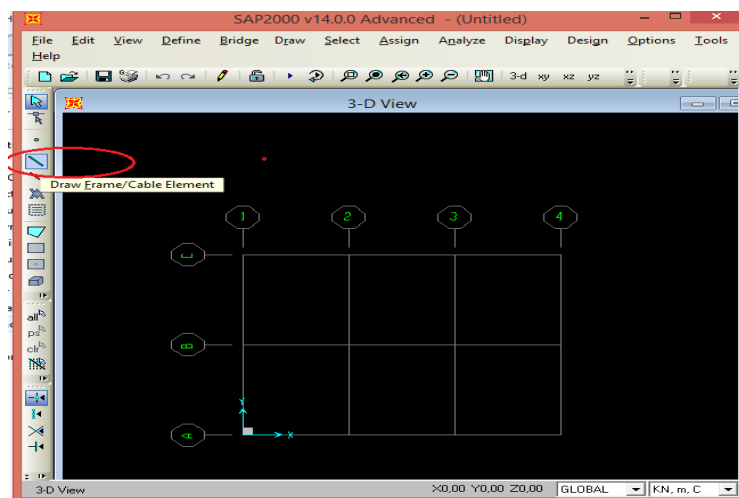 SAP2000 v14.0.0 Advanced - (Untitled)
File Edit View Define Bridge Draw Select Assign Analyze Display Design Options Tools
Help
3-d xy xz yz
3-D View
Draw Frame/Cable Element
1 2 3 4
C
B
A
Y
X
all
ps
clr
3-D View X0,00 Y0,00 Z0,00 GLOBAL KN, m, C